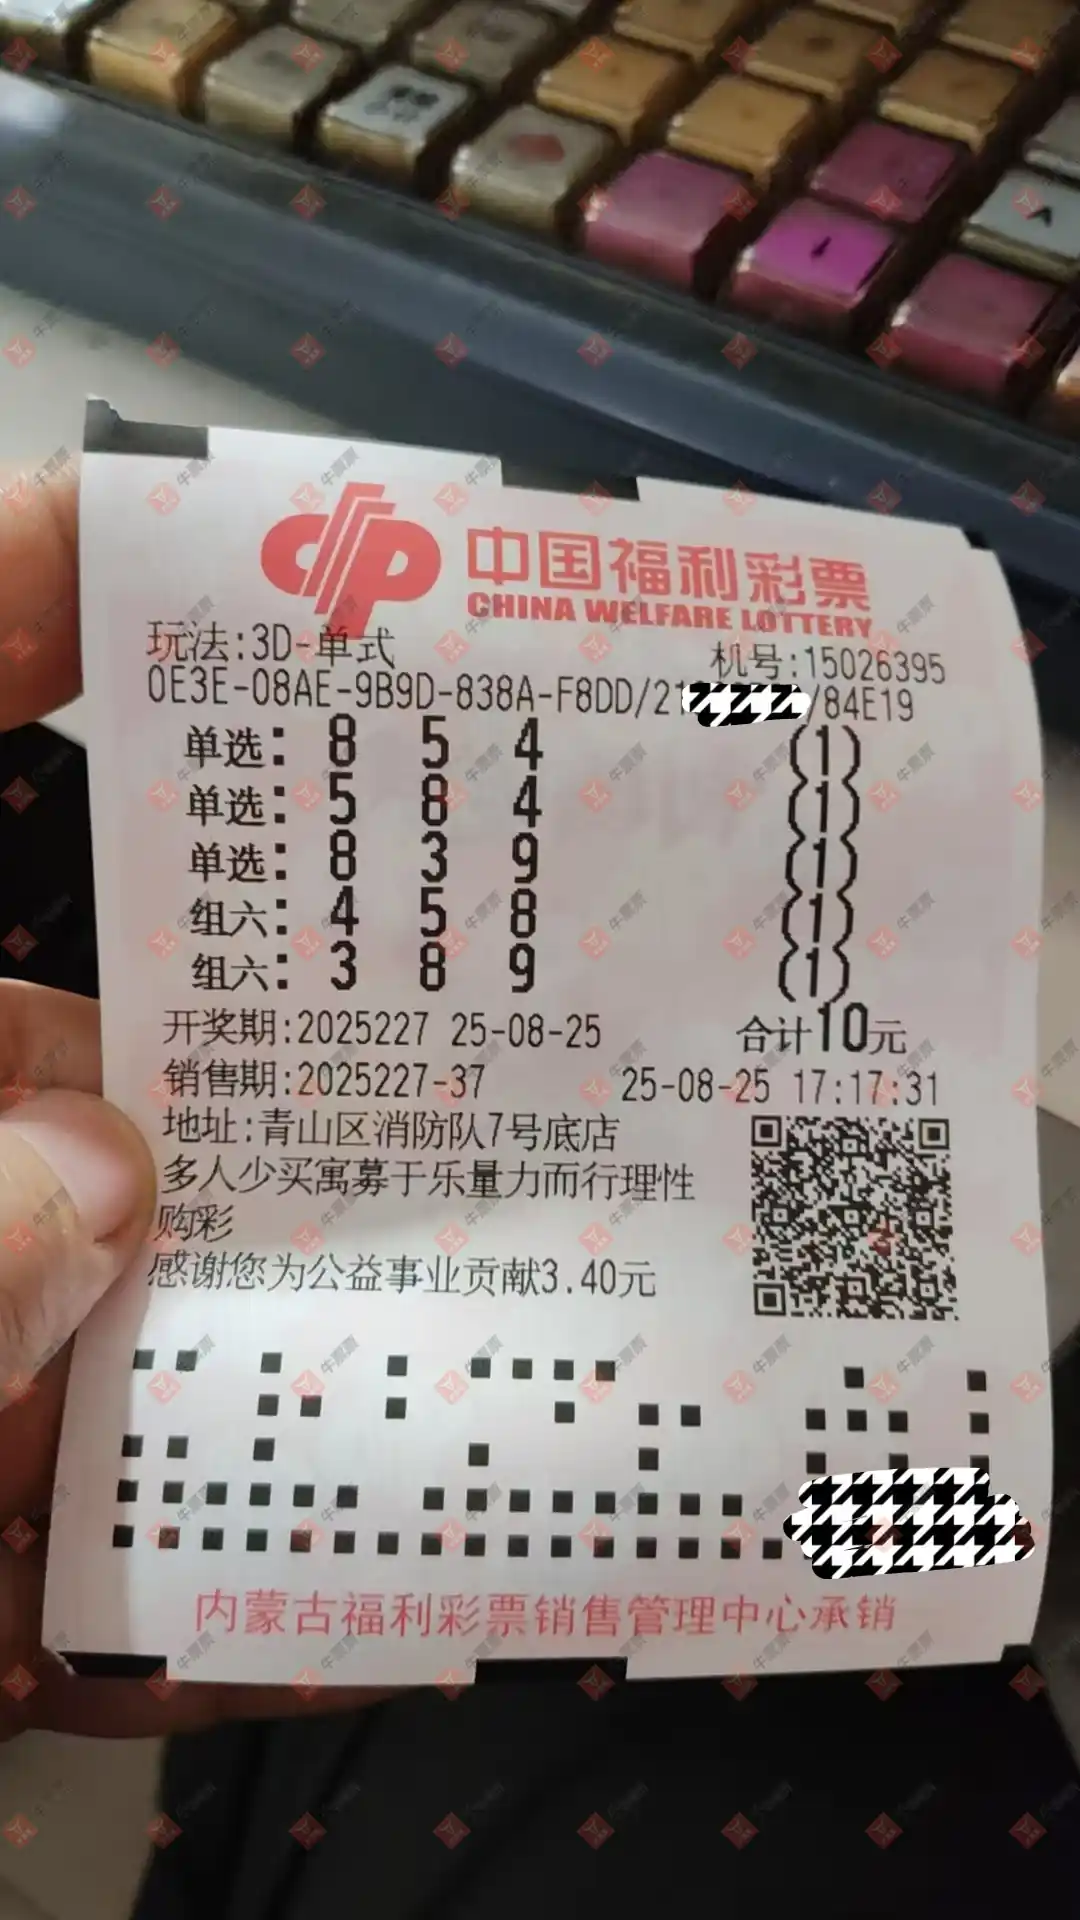 中国福利彩票
CHINA WELFARE LOTTERY
玩法:3D-单式 机号:15026395
0E3E-08AE-9B9D-838A-F8DD/21 /84E19
单选: 8 5 4 (1)
单选: 5 8 4 (1)
单选: 8 3 9 (1)
组六: 4 5 8 (1)
组六: 3 8 9 (1)
开奖期:2025227 25-08-25 合计10元
销售期:2025227-37 25-08-25 17:17:31
地址:青山区消防队7号底店
多人少买寓募于乐量力而行理性
购彩
感谢您为公益事业贡献3.40元
内蒙古福利彩票销售管理中心承销